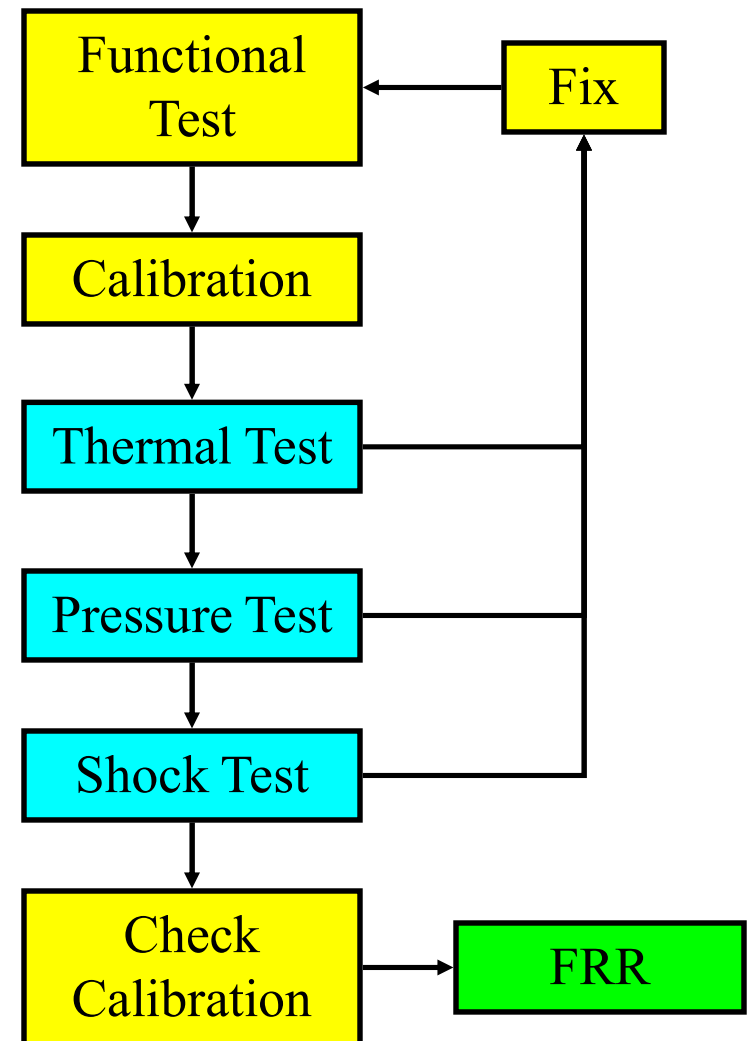 Functional
Test
Fix
Calibration
Thermal Test
Pressure Test
Shock Test
Check
Calibration
FRR